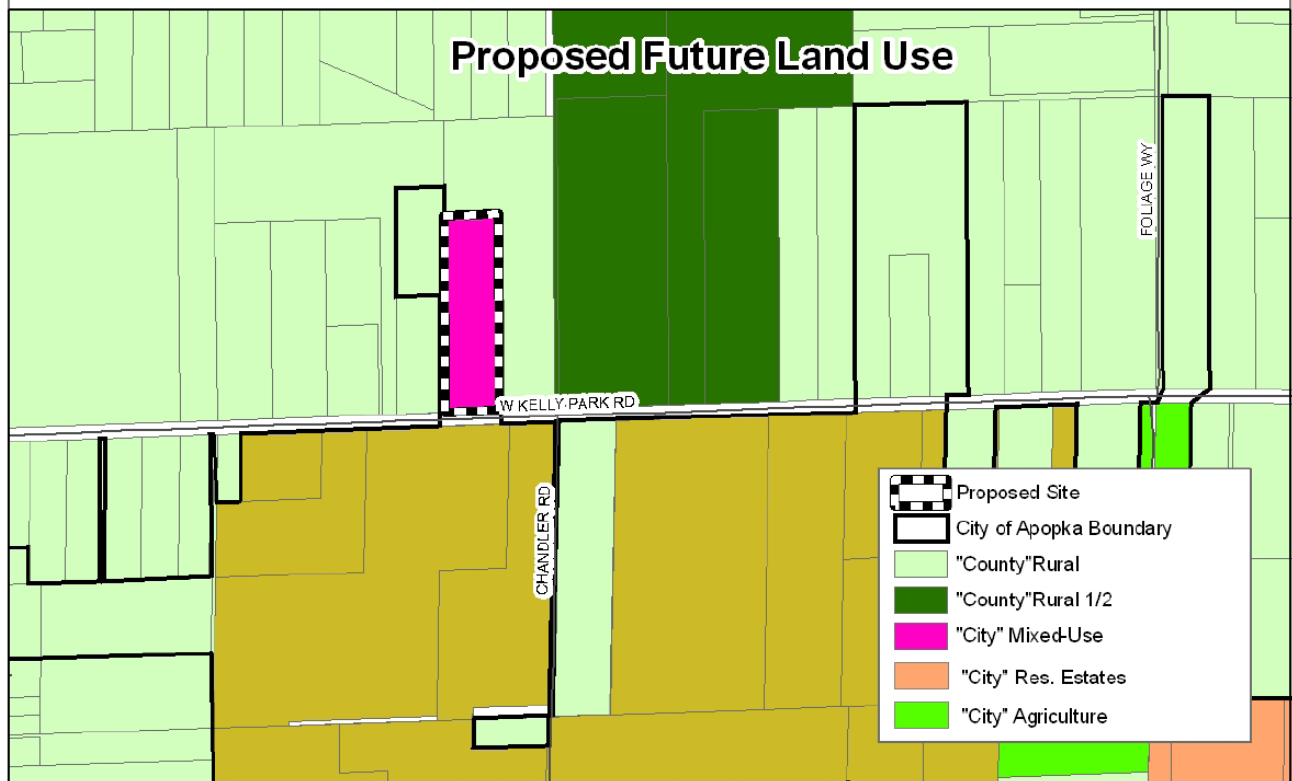 Proposed Future Land Use
FOLIAGE WY
W KELLY PARK RD
CHANDLER RD
Proposed Site
City of Apopka Boundary
"County"Rural
"County"Rural 1/2
"City" Mixed-Use
"City" Res. Estates
"City" Agriculture